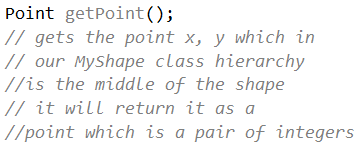 Point getPoint();
// gets the point x, y which in
// our MyShape class hierarchy
//is the middle of the shape
// it will return it as a
//point which is a pair of integers